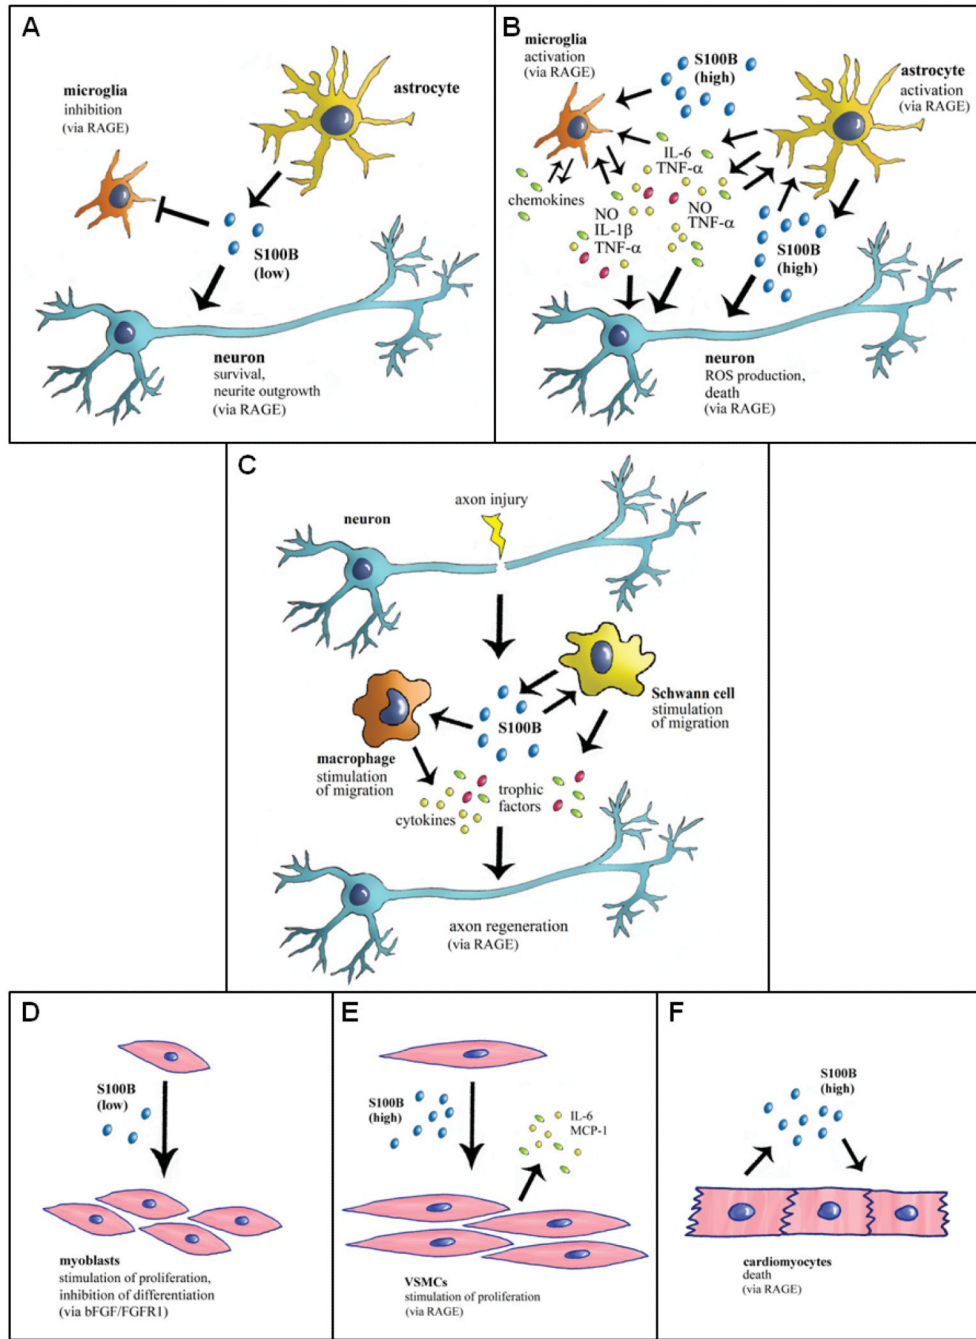 A
microglia
inhibition
(via RAGE)
astrocyte
S100B
(low)
neuron
survival,
neurite outgrowth
(via RAGE)
B
microglia
activation
(via RAGE)
S100B
(high)
astrocyte
activation
(via RAGE)
IL-6
TNF-α
chemokines
NO
IL-1β
TNF-α
NO
TNF-α
S100B
(high)
neuron
ROS production,
death
(via RAGE)
C
axon injury
neuron
Schwann cell
stimulation
of migration
S100B
macrophage
stimulation
of migration
trophic
factors
cytokines
axon regeneration
(via RAGE)
D
S100B
(low)
myoblasts
stimulation of proliferation,
inhibition of differentiation
(via bFGF/FGFR1)
E
S100B
(high)
IL-6
MCP-1
VSMCs
stimulation of proliferation
(via RAGE)
F
S100B
(high)
cardiomyocytes
death
(via RAGE)